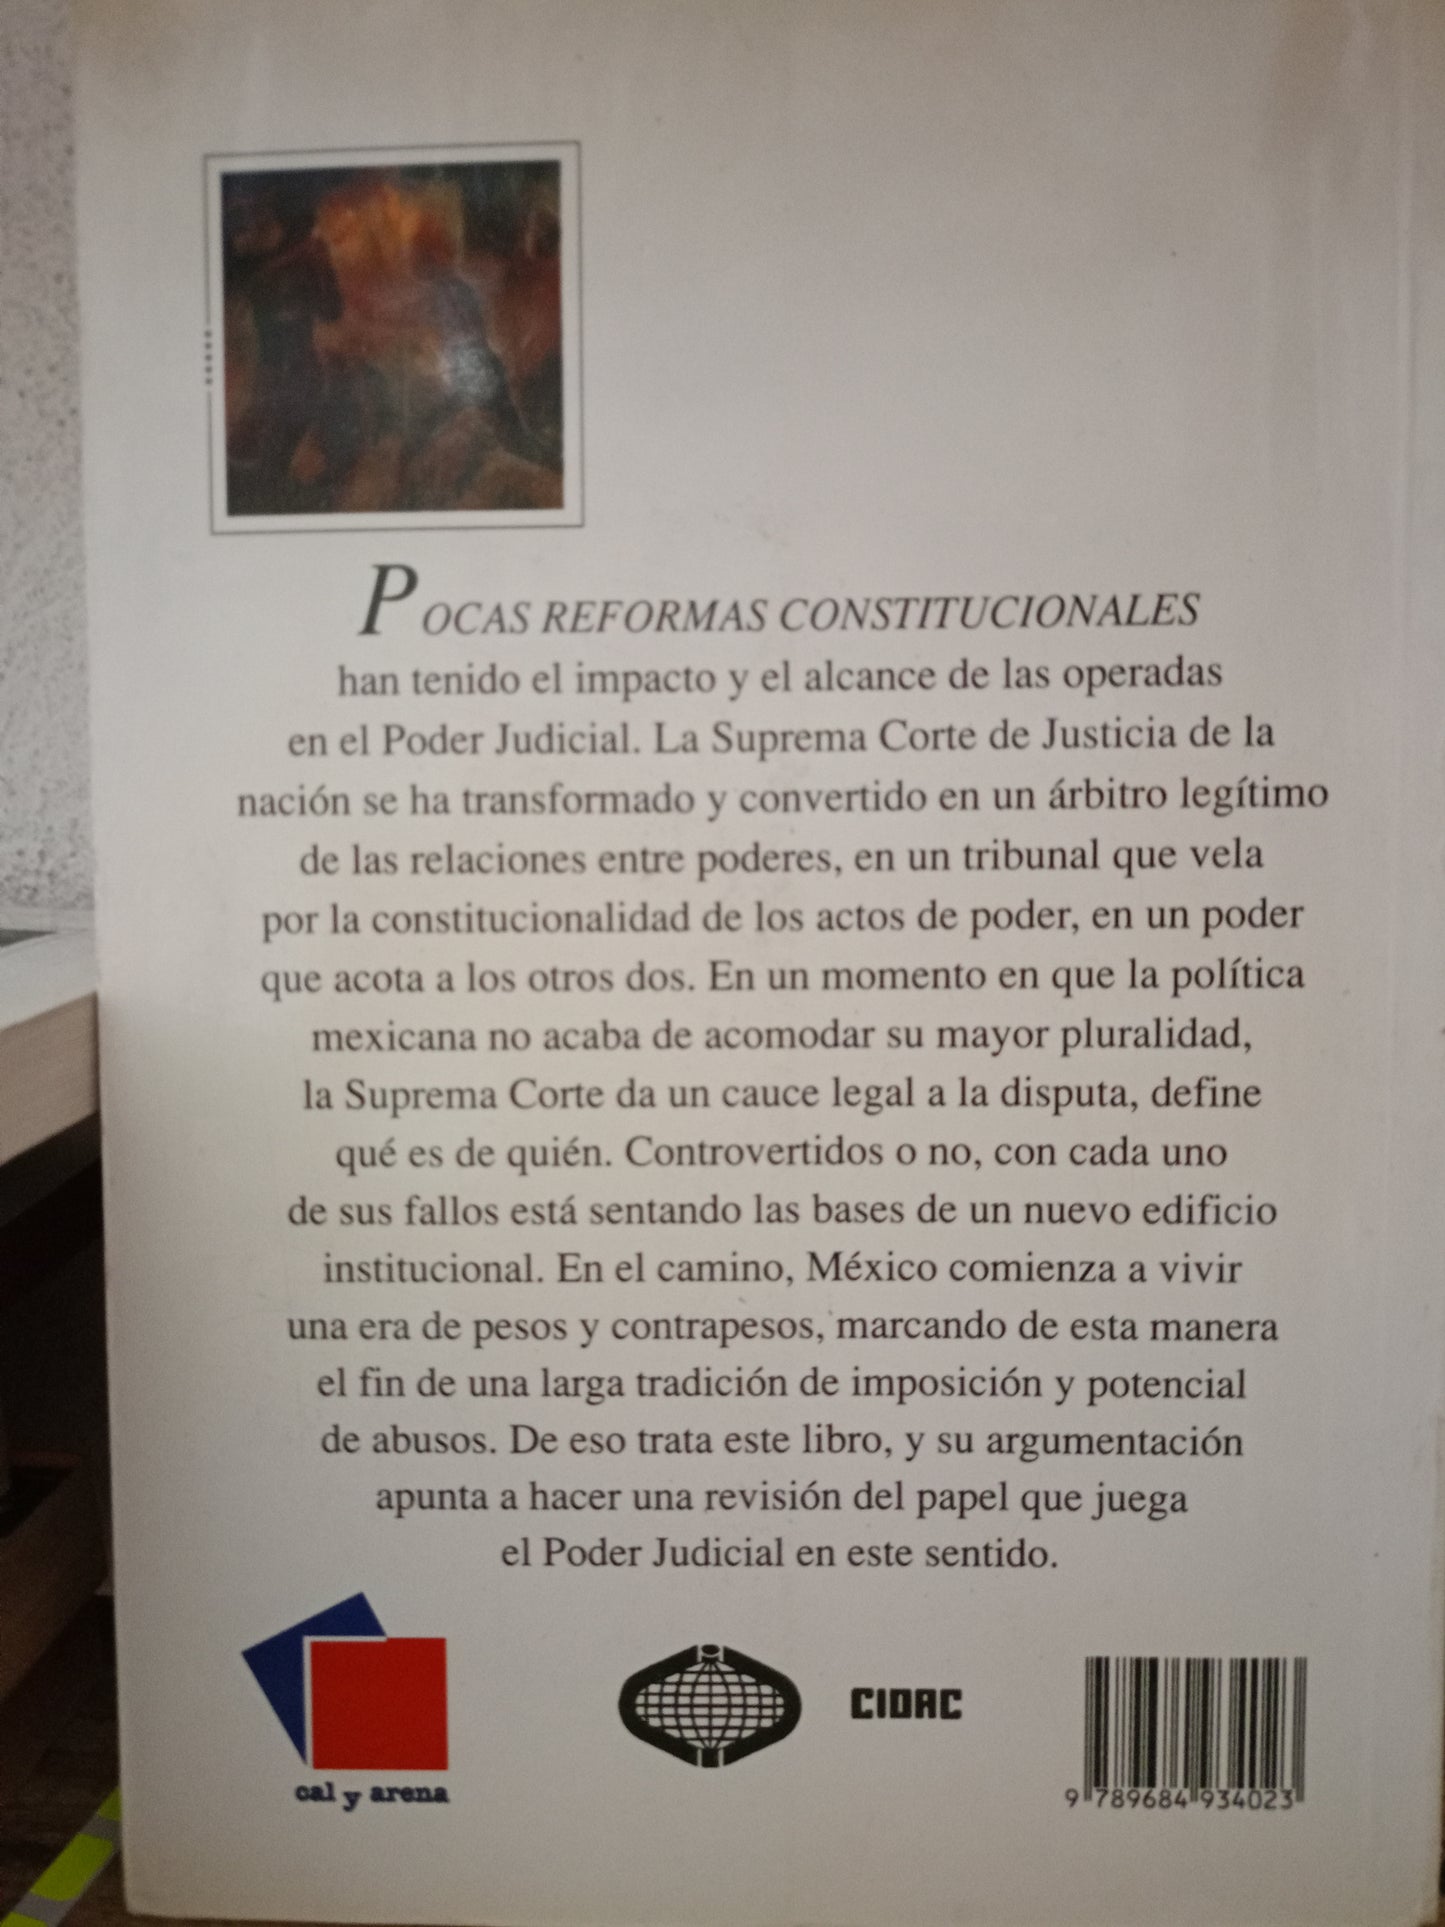 POCAS REFORMAS CONSTITUCIONALES
han tenido el impacto y el alcance de las operadas
en el Poder Judicial. La Suprema Corte de Justicia de la
nación se ha transformado y convertido en un árbitro legítimo
de las relaciones entre poderes, en un tribunal que vela
por la constitucionalidad de los actos de poder, en un poder
que acota a los otros dos. En un momento en que la política
mexicana no acaba de acomodar su mayor pluralidad,
la Suprema Corte da un cauce legal a la disputa, define
qué es de quién. Controvertidos o no, con cada uno
de sus fallos está sentando las bases de un nuevo edificio
institucional. En el camino, México comienza a vivir
una era de pesos y contrapesos, marcando de esta manera
el fin de una larga tradición de imposición y potencial
de abusos. De eso trata este libro, y su argumentación
apunta a hacer una revisión del papel que juega
el Poder Judicial en este sentido.
cal y arena
CIDAC
9 789684 934023